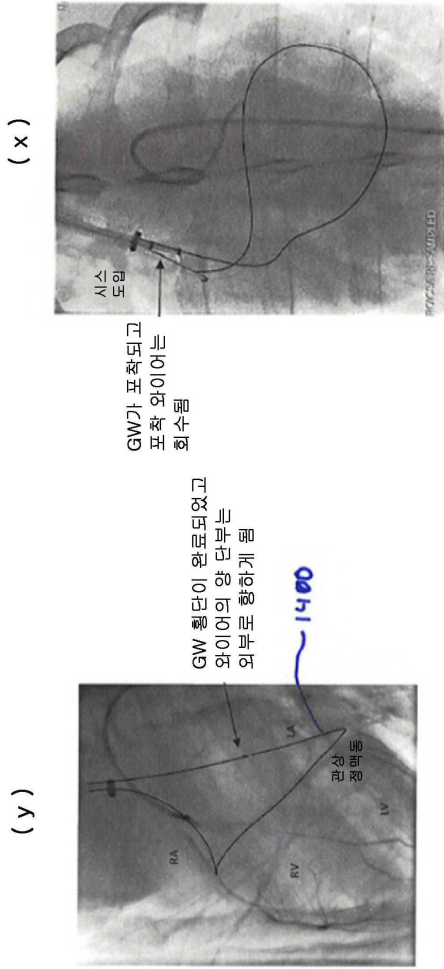 ( x )
시스
도입
GW가 포착되고
포착 와이어는
회수됨
( y )
GW 횡단이 완료되었고
와이어의 양 단부는
외부로 향하게 됨
1400
RA
LA
RV
LV
관상
정맥동